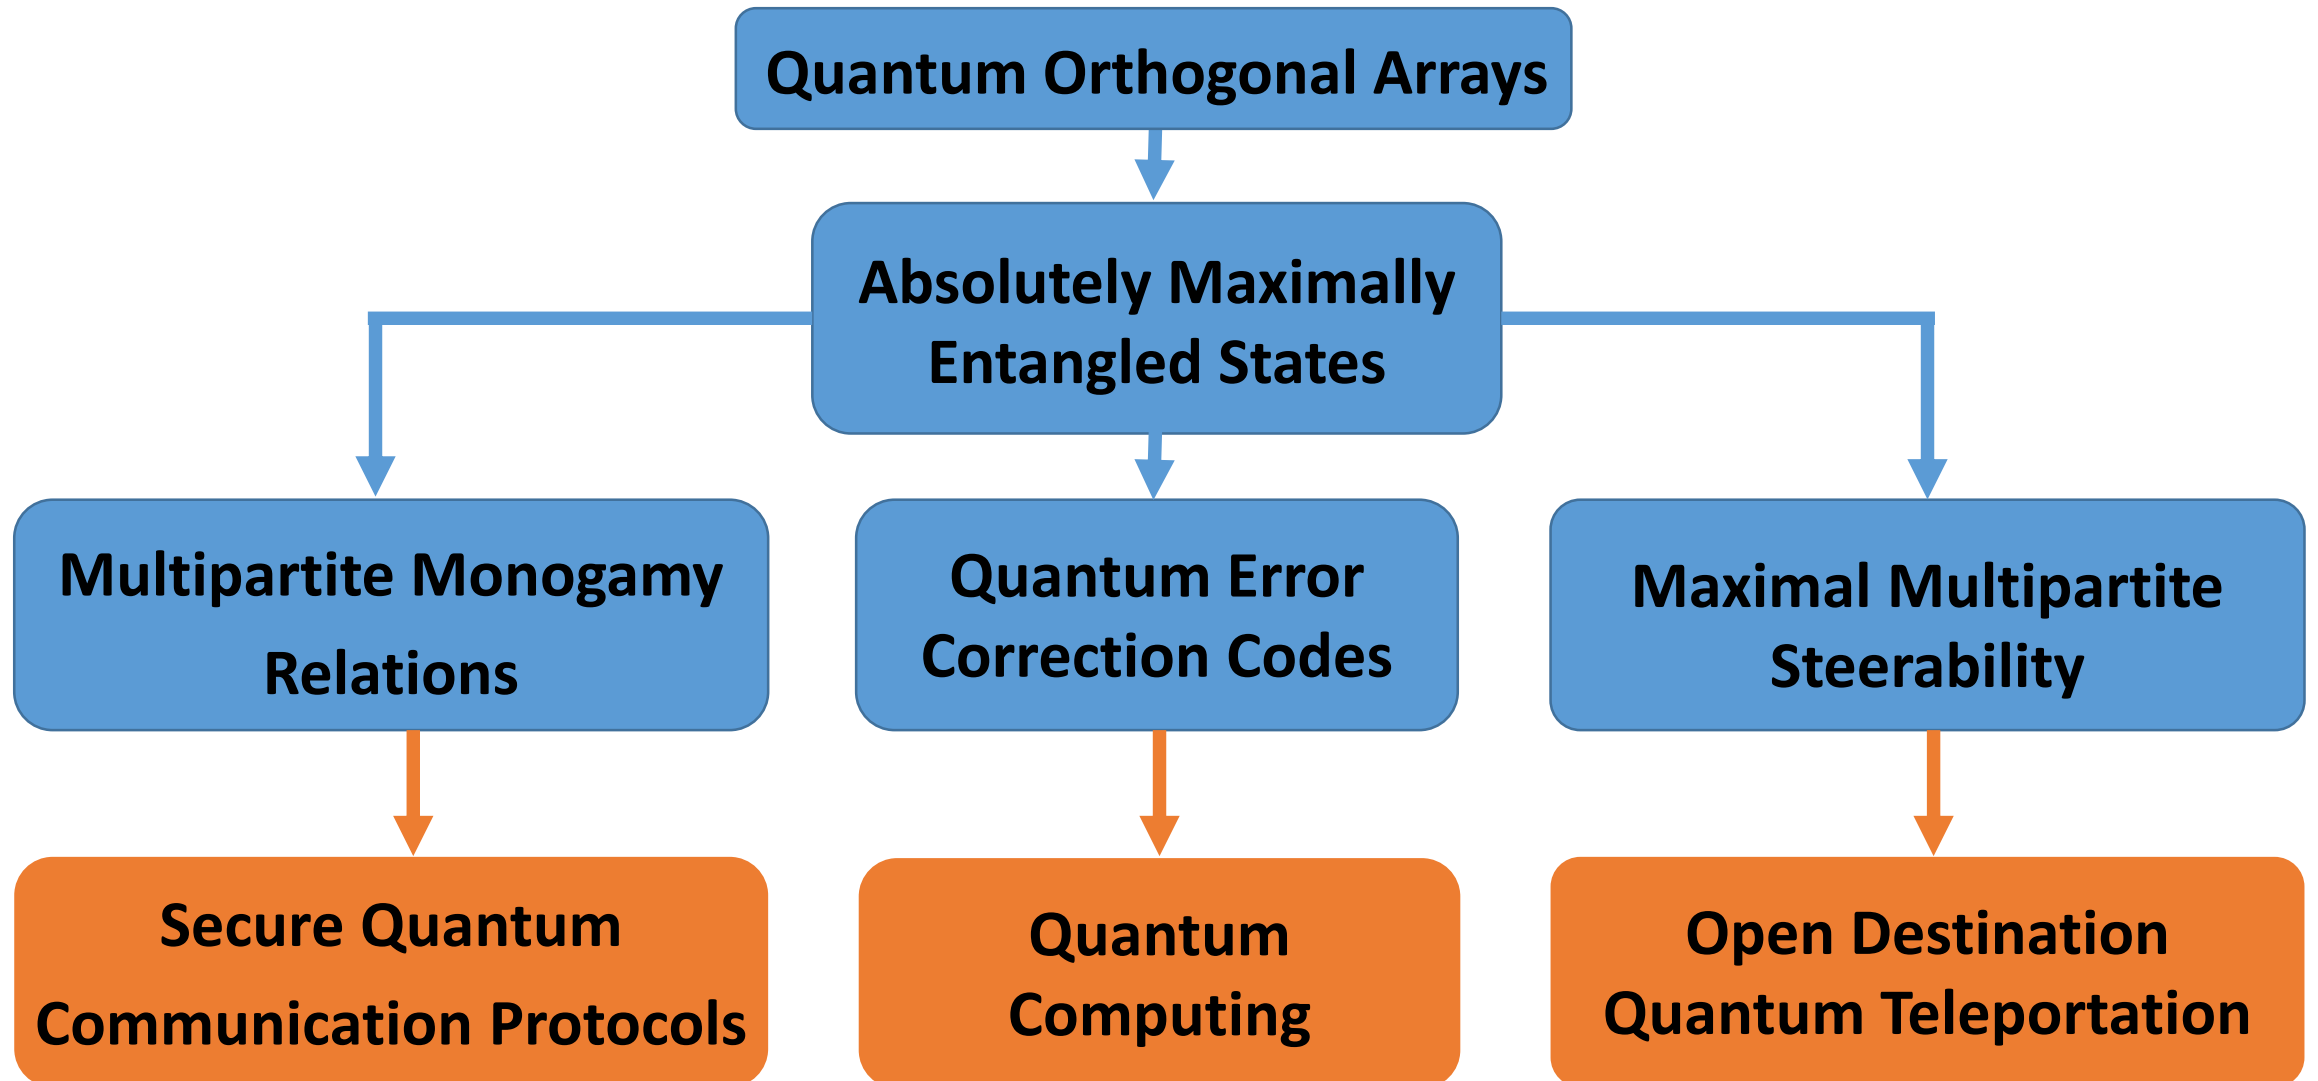 Quantum Orthogonal Arrays
Absolutely Maximally
Entangled States
Multipartite Monogamy
Relations
Quantum Error
Correction Codes
Maximal Multipartite
Steerability
Secure Quantum
Communication Protocols
Quantum
Computing
Open Destination
Quantum Teleportation